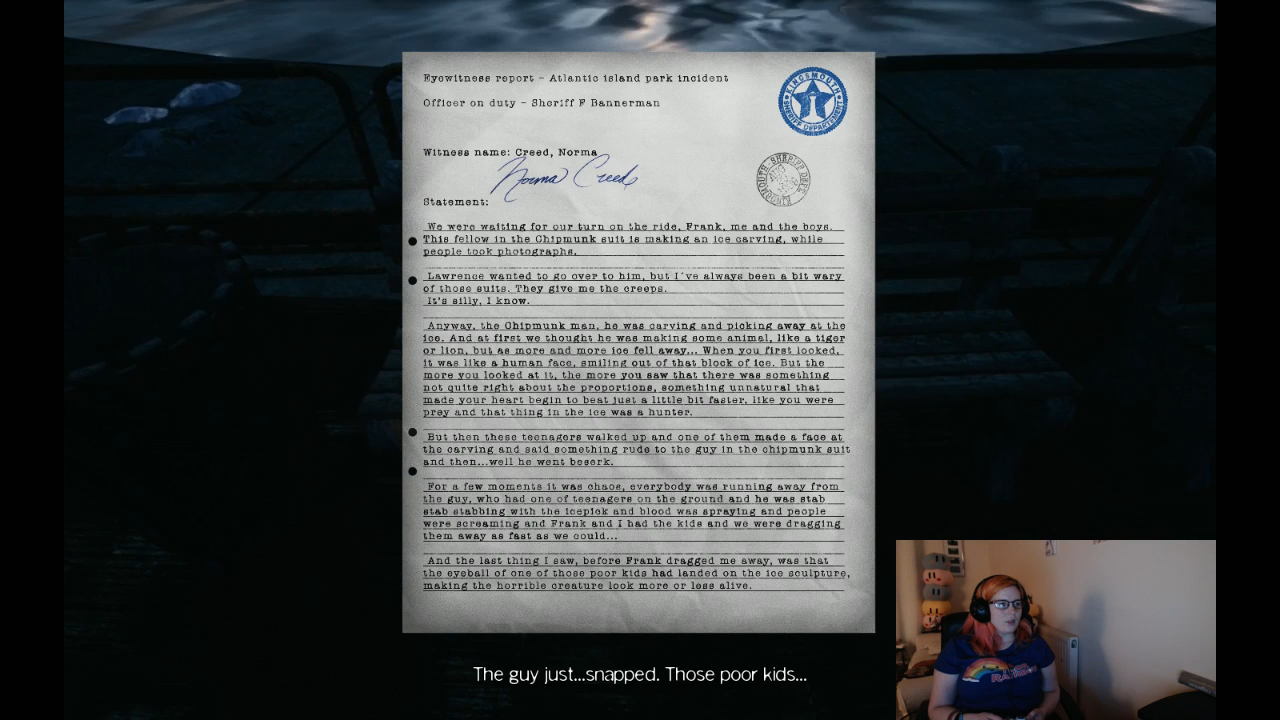 Eyewitness report - Atlantic island park incident
KINGSMOUTH
SHERIFF DEPARTEMENT
Officer on duty - Sheriff F Bannerman
Witness name: Creed, Norma
Norma Creed
SHERIFF DEPT.
KINGSMOUTH
Statement:
We were waiting for our turn on the ride, Frank, me and the boys.
This fellow in the Chipmunk suit is making an ice carving, while
people took photographs.
Lawrence wanted to go over to him, but I've always been a bit wary
of those suits. They give me the creeps.
It's silly, I know.
Anyway, the Chipmunk man, he was carving and picking away at the
ice. And at first we thought he was making some animal, like a tiger
or lion, but as more and more ice fell away... When you first looked,
it was like a human face, smiling out of that block of ice. But the
more you looked at it, the more you saw that there was something
not quite right about the proportions, something unnatural that
made your heart begin to beat just a little bit faster, like you were
prey and that thing in the ice was a hunter.
But then these teenagers walked up and one of them made a face at
the carving and said something rude to the guy in the chipmunk suit
and then...well he went beserk.
For a few moments it was chaos, everybody was running away from
the guy, who had one of teenagers on the ground and he was stab
stab stabbing with the icepick and blood was spraying and people
were screaming and Frank and I had the kids and we were dragging
them away as fast as we could...
And the last thing I saw, before Frank dragged me away, was that
the eyeball of one of those poor kids had landed on the ice sculpture,
making the horrible creature look more or less alive.
The guy just...snapped. Those poor kids...